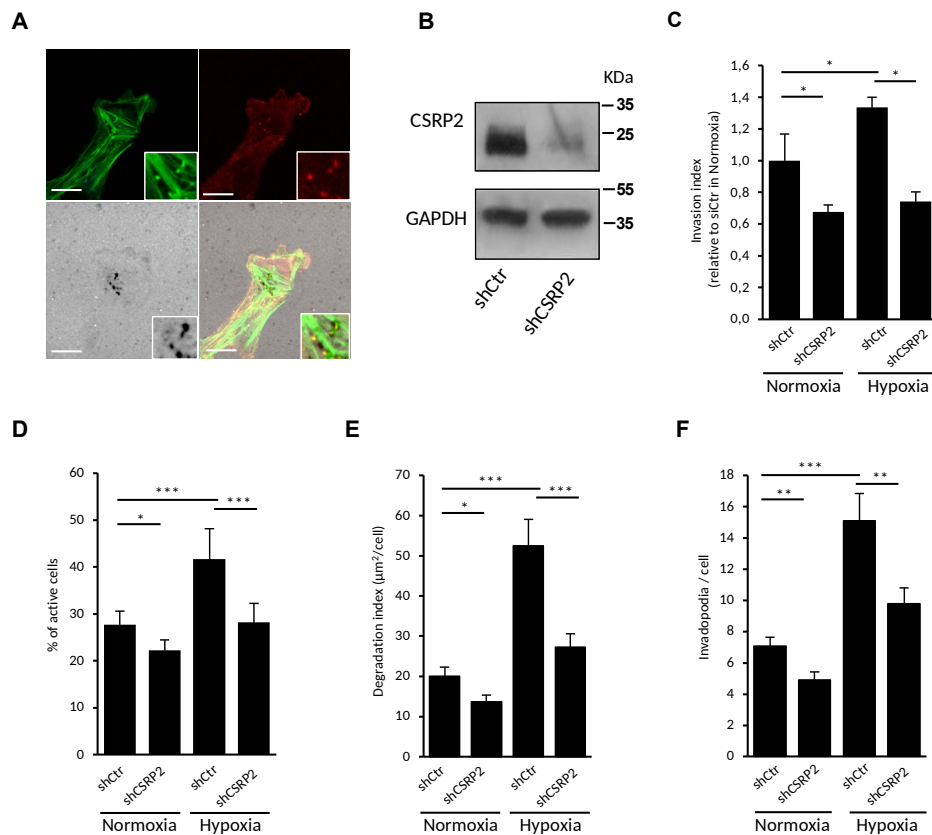 A
B
KDa
CSRP2
35
25
GAPDH
55
35
shCtr
shCSRP2
C
Invasion index
(relative to siCtr in Normoxia)
1,6
1,4
1,2
1,0
0,8
0,6
0,4
0,2
0,0
*
*
*
shCtr
shCSRP2
shCtr
shCSRP2
Normoxia
Hypoxia
D
% of active cells
60
50
40
30
20
10
0
***
*
***
shCtr
shCSRP2
shCtr
shCSRP2
Normoxia
Hypoxia
E
Degradation index (µm²/cell)
70
60
50
40
30
20
10
0
***
*
***
shCtr
shCSRP2
shCtr
shCSRP2
Normoxia
Hypoxia
F
Invadopodia / cell
18
16
14
12
10
8
6
4
2
0
***
**
**
shCtr
shCSRP2
shCtr
shCSRP2
Normoxia
Hypoxia